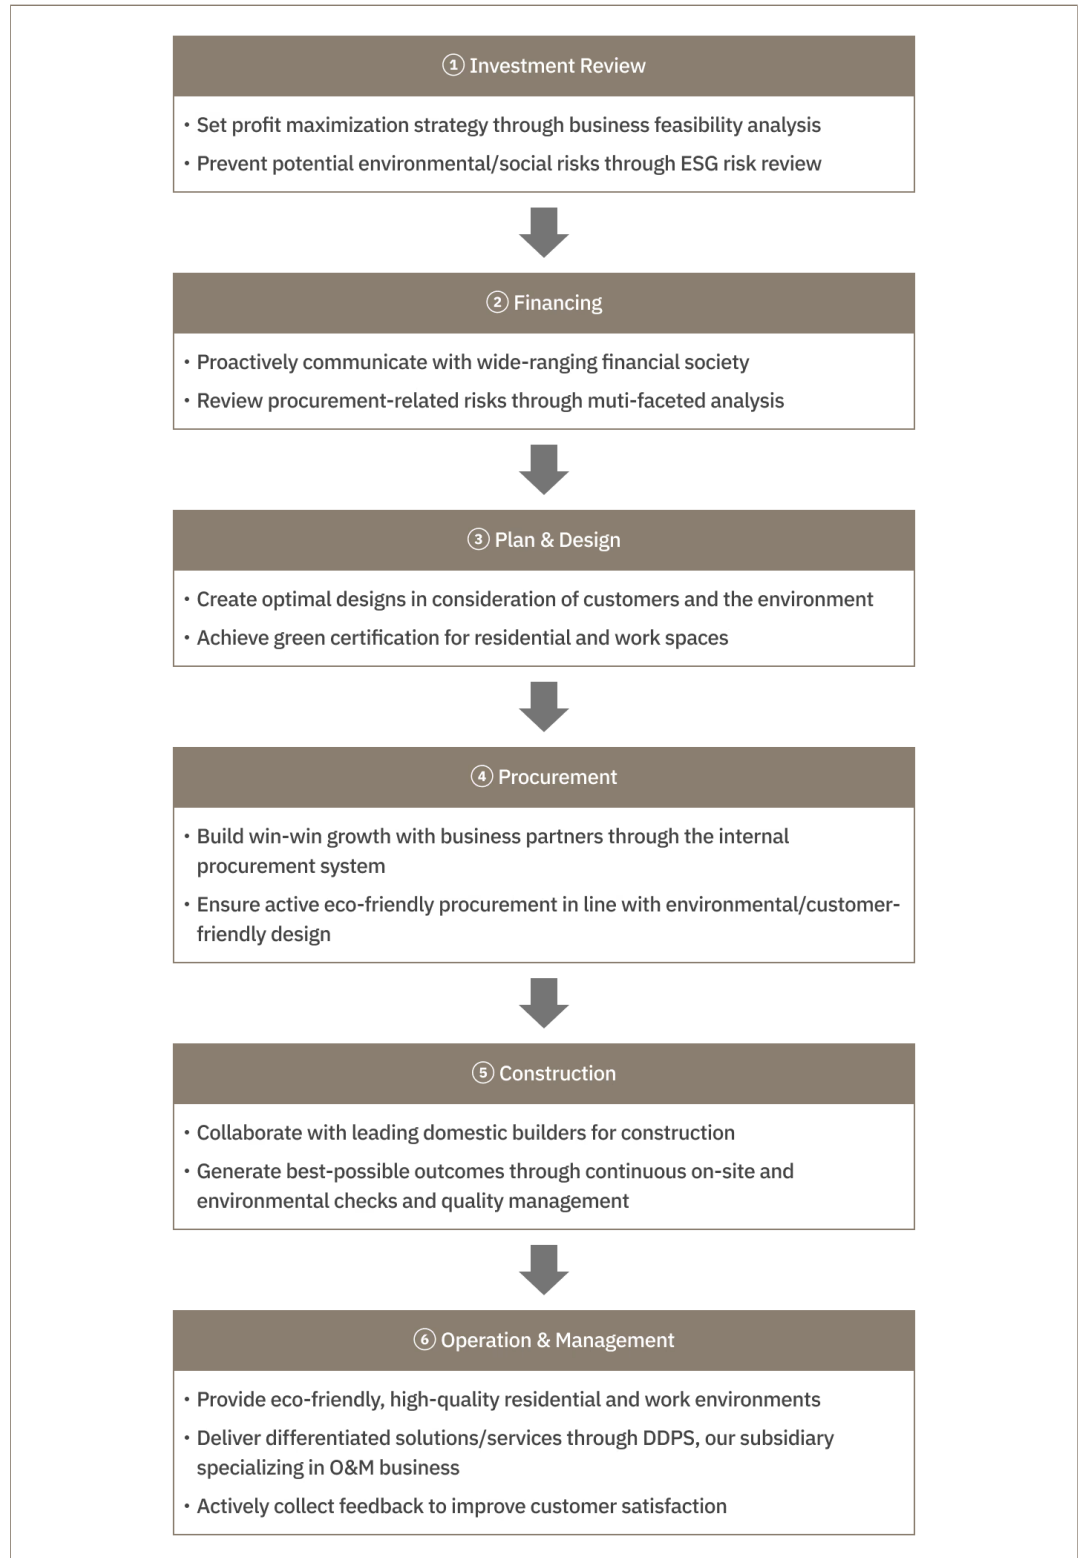 ① Investment Review
・Set profit maximization strategy through business feasibility analysis
・Prevent potential environmental/social risks through ESG risk review
② Financing
・Proactively communicate with wide-ranging financial society
・Review procurement-related risks through muti-faceted analysis
③ Plan & Design
・Create optimal designs in consideration of customers and the environment
・Achieve green certification for residential and work spaces
④ Procurement
・Build win-win growth with business partners through the internal
procurement system
・Ensure active eco-friendly procurement in line with environmental/customer-
friendly design
⑤ Construction
・Collaborate with leading domestic builders for construction
・Generate best-possible outcomes through continuous on-site and
environmental checks and quality management
⑥ Operation & Management
・Provide eco-friendly, high-quality residential and work environments
・Deliver differentiated solutions/services through DDPS, our subsidiary
specializing in O&M business
・Actively collect feedback to improve customer satisfaction